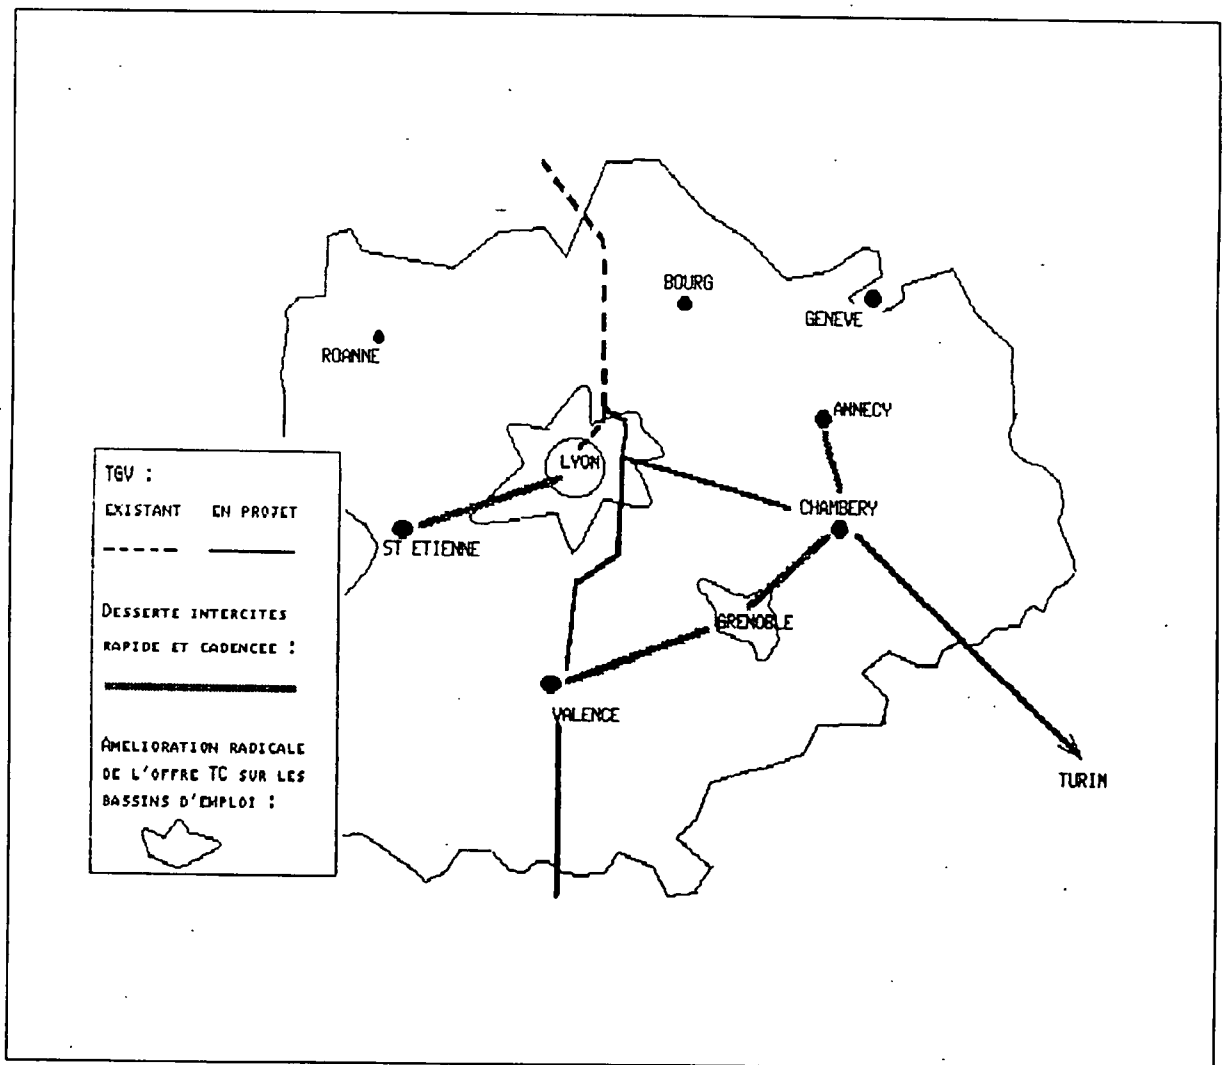 BOURG
GENEVE
ROANNE
ANNECY
LYON
CHAMBERY
ST ETIENNE
GRENOBLE
VALENCE
TURIN
TGV :
EXISTANT EN PROJET
DESSERTE INTERCITES
RAPIDE ET CADENCEE :
AMELIORATION RADICALE
DE L'OFFRE TC SUR LES
BASSINS D'EMPLOI :